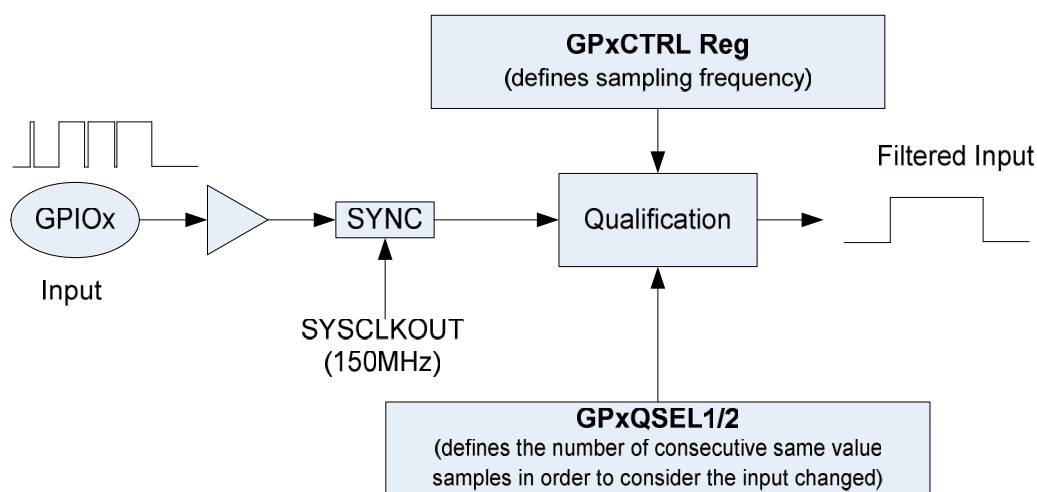 GPxCTRL Reg
(defines sampling frequency)
Filtered Input
GPIOx
SYNC
Qualification
Input
SYSCLKOUT
(150MHz)
GPxQSEL1/2
(defines the number of consecutive same value
samples in order to consider the input changed)